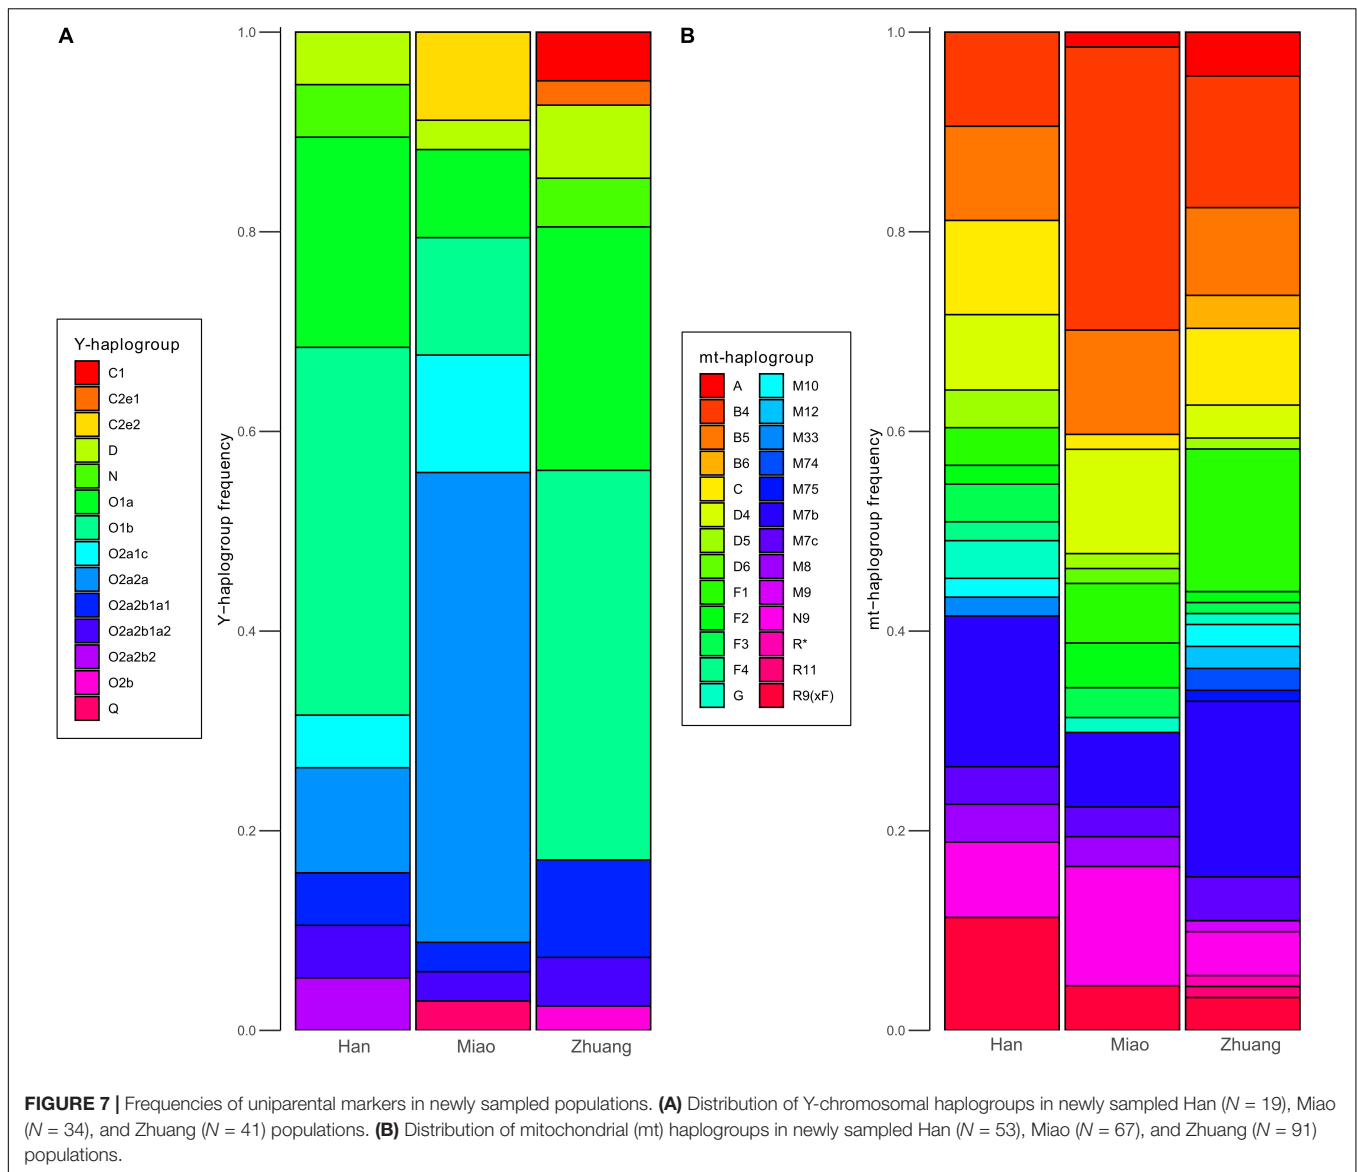 A
1.0
0.8
0.6
0.4
0.2
0.0
Y-haplogroup frequency
Y-haplogroup
C1
C2e1
C2e2
D
N
O1a
O1b
O2a1c
O2a2a
O2a2b1a1
O2a2b1a2
O2a2b2
O2b
Q
Han
Miao
Zhuang
B
1.0
0.8
0.6
0.4
0.2
0.0
mt-haplogroup frequency
mt-haplogroup
A
B4
B5
B6
C
D4
D5
D6
F1
F2
F3
F4
G
M10
M12
M33
M74
M75
M7b
M7c
M8
M9
N9
R*
R11
R9(xF)
Han
Miao
Zhuang
FIGURE 7 | Frequencies of uniparental markers in newly sampled populations. (A) Distribution of Y-chromosomal haplogroups in newly sampled Han (N = 19), Miao
(N = 34), and Zhuang (N = 41) populations. (B) Distribution of mitochondrial (mt) haplogroups in newly sampled Han (N = 53), Miao (N = 67), and Zhuang (N = 91)
populations.